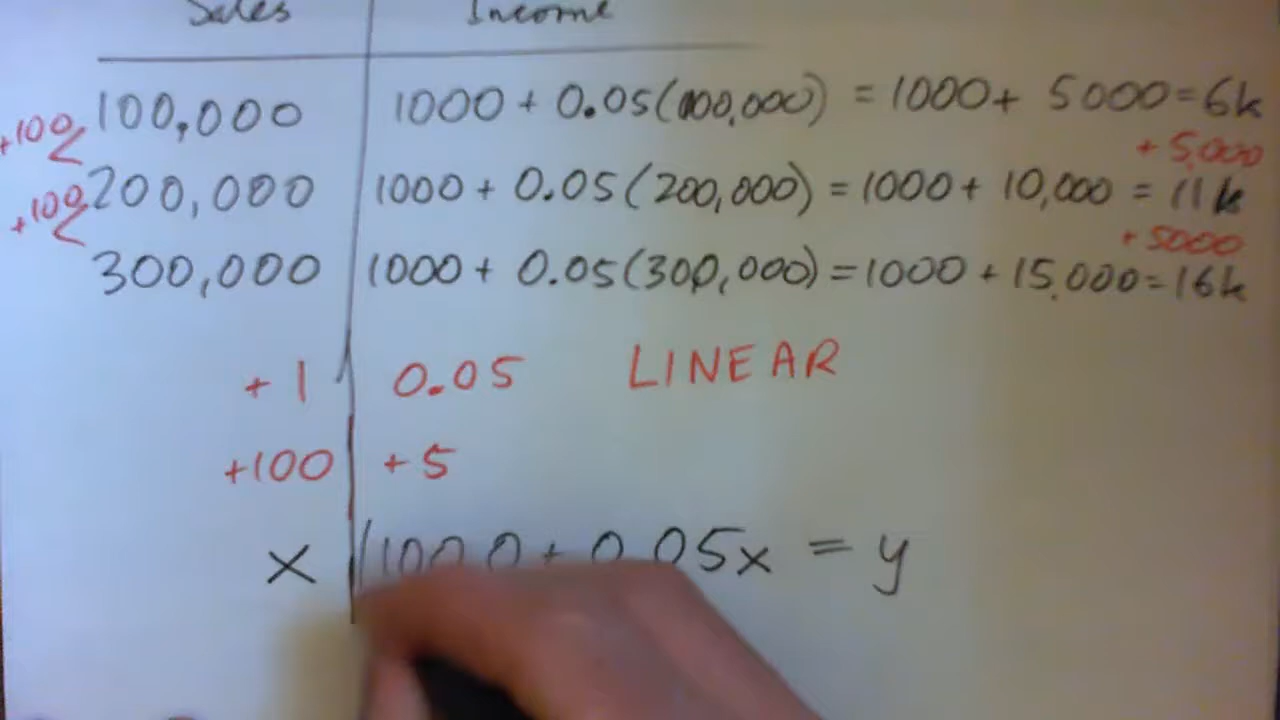 Sales Income
100,000 1000 + 0.05(100,000) = 1000 + 5000 = 6k
+100 +5,000
200,000 1000 + 0.05(200,000) = 1000 + 10,000 = 11k
+100 +5000
300,000 1000 + 0.05(300,000) = 1000 + 15,000 = 16k
+1 0.05 LINEAR
+100 +5
x 1000 + 0.05x = y